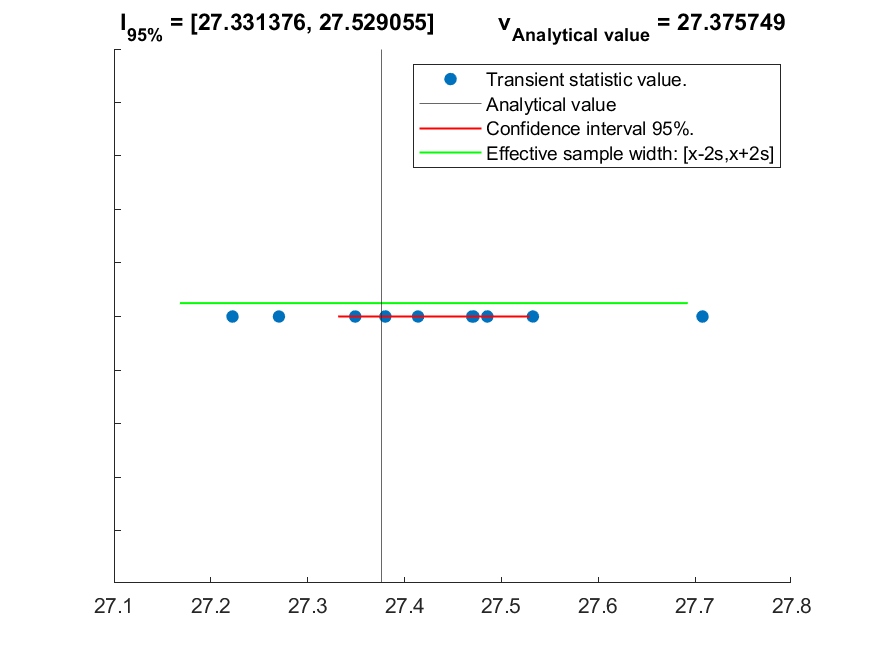 I95% = [27.331376, 27.529055] vAnalytical value = 27.375749
Transient statistic value.
Analytical value
Confidence interval 95%.
Effective sample width: [x-2s,x+2s]
27.1 27.2 27.3 27.4 27.5 27.6 27.7 27.8